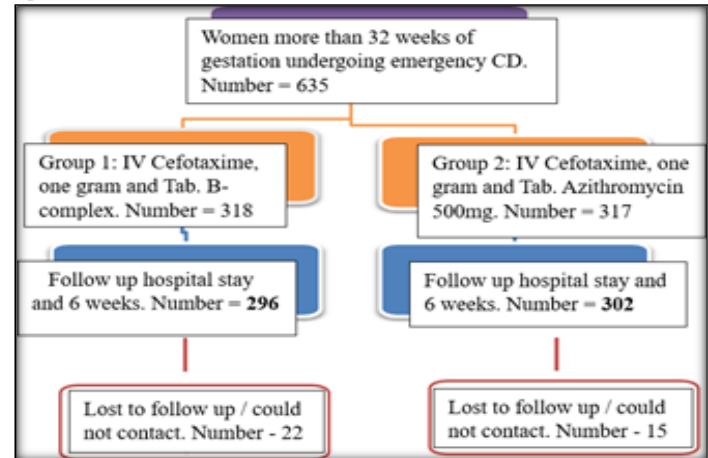 Women more than 32 weeks of
gestation undergoing emergency CD.
Number = 635
Group 1: IV Cefotaxime,
one gram and Tab. B-
complex. Number = 318
Group 2: IV Cefotaxime, one
gram and Tab. Azithromycin
500mg. Number = 317
Follow up hospital stay
and 6 weeks. Number = 296
Follow up hospital stay and
6 weeks. Number = 302
Lost to follow up / could
not contact. Number - 22
Lost to follow up / could
not contact. Number - 15